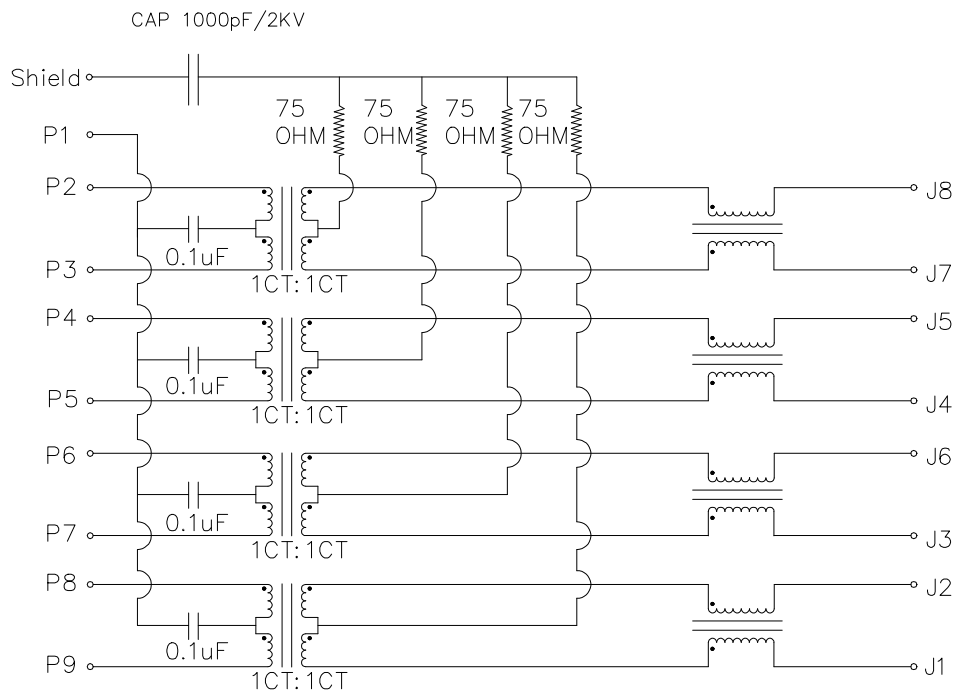 CAP 1000pF/2KV
Shield
75 OHM
75 OHM
75 OHM
75 OHM
P1
P2
J8
0.1uF
P3
1CT:1CT
J7
P4
J5
0.1uF
P5
1CT:1CT
J4
P6
J6
0.1uF
P7
1CT:1CT
J3
P8
J2
0.1uF
P9
1CT:1CT
J1